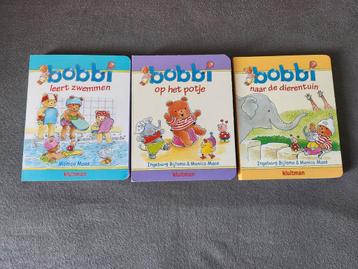 bobbi
leert zwemmen
Monica Maas
kluitman
bobbi
op het potje
Ingeborg Bijlsma & Monica Maas
kluitman
bobbi
naar de dierentuin
Ingeborg Bijlsma & Monica Maas
kluitman